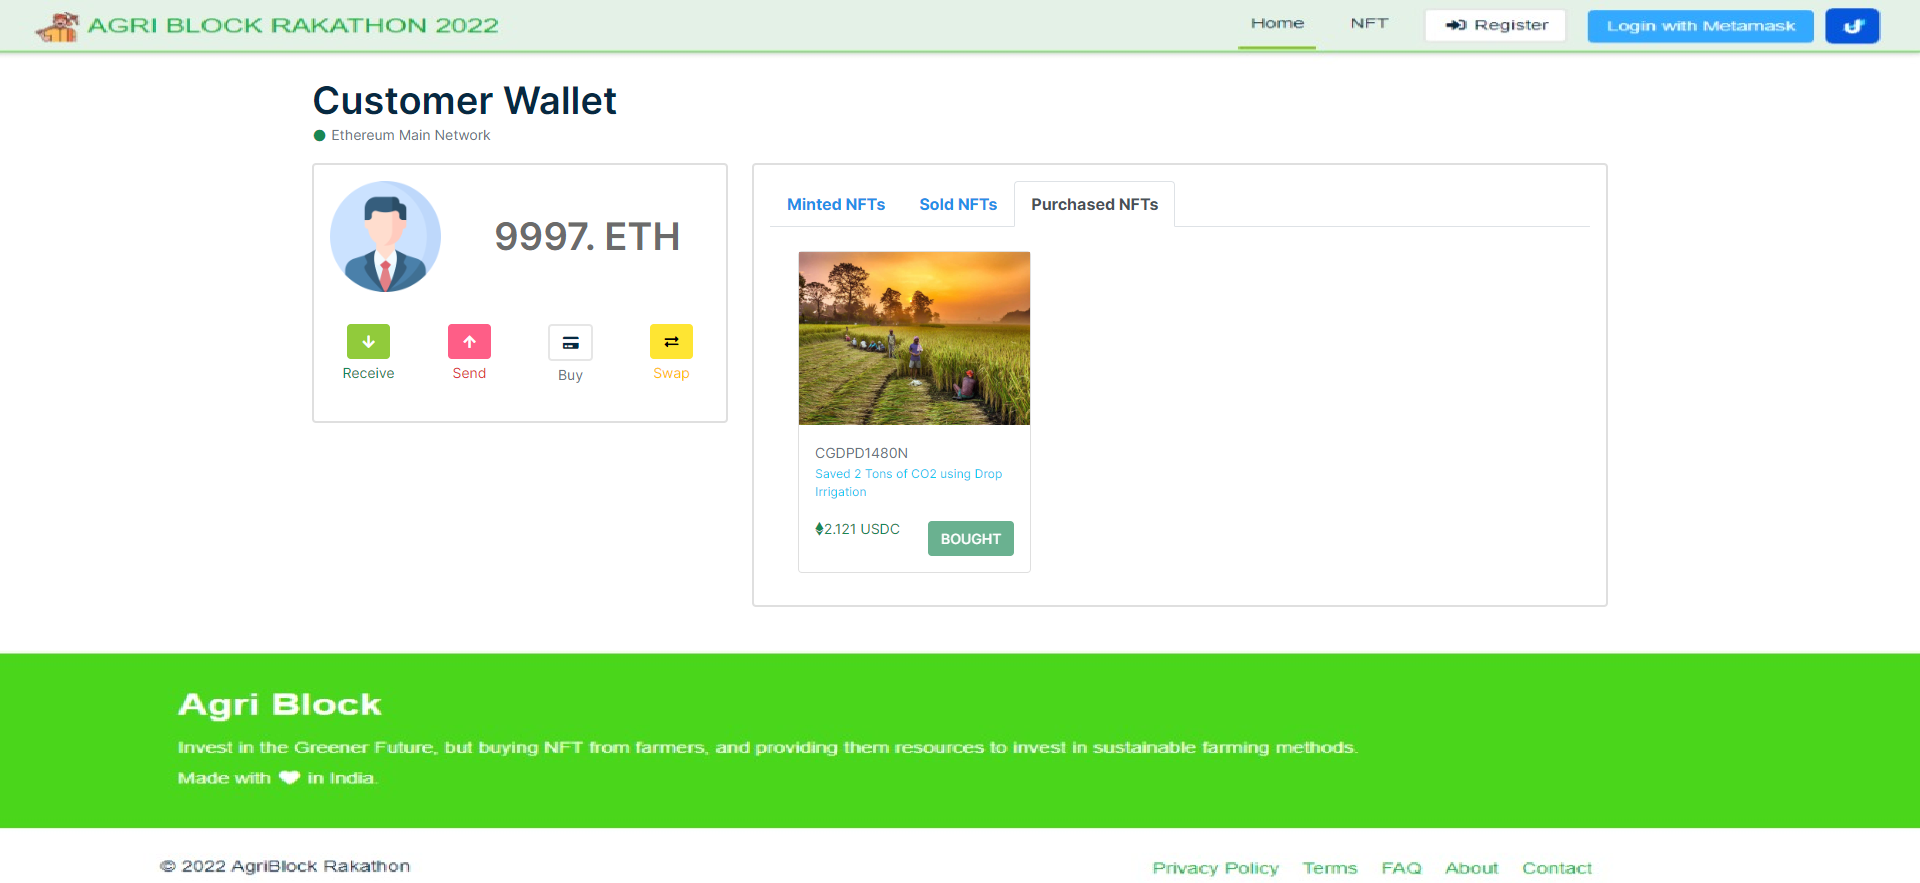 AGRI BLOCK RAKATHON 2022
Home
NFT
Register
Login with Metamask
Customer Wallet
Ethereum Main Network
9997. ETH
Receive
Send
Buy
Swap
Minted NFTs
Sold NFTs
Purchased NFTs
CGDPD1480N
Saved 2 Tons of CO2 using Drop
Irrigation
2.121 USDC
BOUGHT
Agri Block
Invest in the Greener Future, but buying NFT from farmers, and providing them resources to invest in sustainable farming methods.
Made with ❤ in India.
© 2022 AgriBlock Rakathon
Privacy Policy
Terms
FAQ
About
Contact